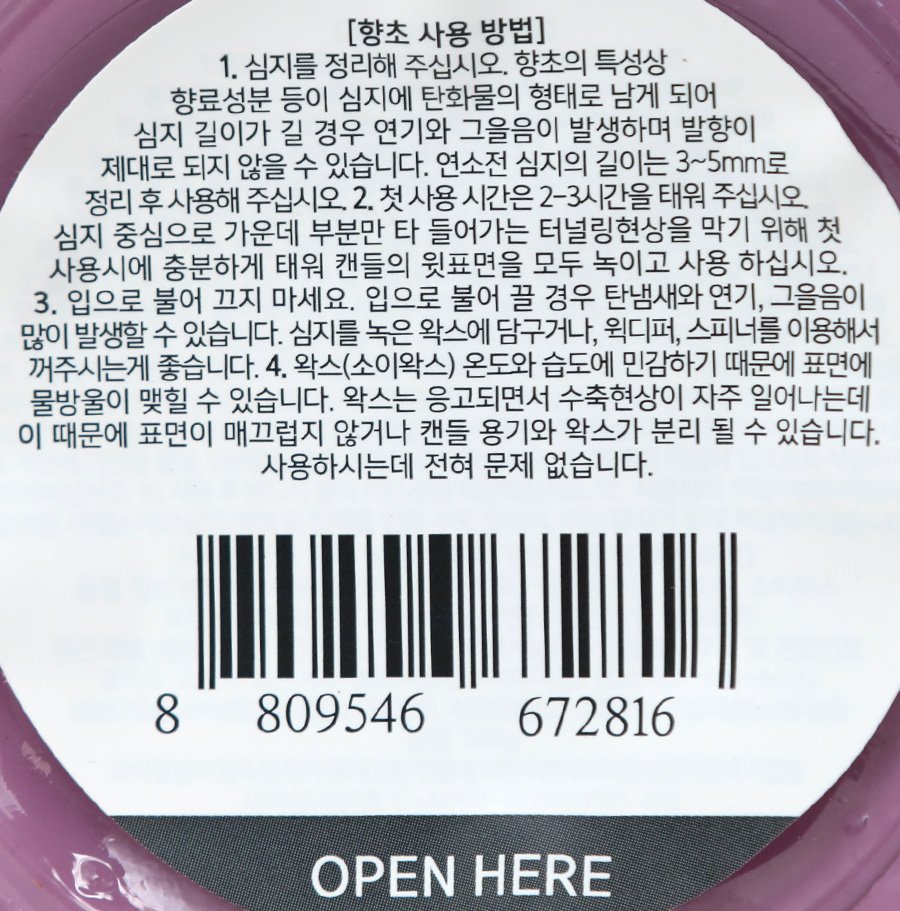 [향초 사용 방법]
1. 심지를 정리해 주십시오. 향초의 특성상
향료성분 등이 심지에 탄화물의 형태로 남게 되어
심지 길이가 길 경우 연기와 그을음이 발생하며 발향이
제대로 되지 않을 수 있습니다. 연소전 심지의 길이는 3~5mm로
정리 후 사용해 주십시오. 2. 첫 사용 시간은 2-3시간을 태워 주십시오.
심지 중심으로 가운데 부분만 타 들어가는 터널링현상을 막기 위해 첫
사용시에 충분하게 태워 캔들의 윗표면을 모두 녹이고 사용 하십시오.
3. 입으로 불어 끄지 마세요. 입으로 불어 끌 경우 탄냄새와 연기, 그을음이
많이 발생할 수 있습니다. 심지를 녹은 왁스에 담구거나, 윅디퍼, 스피너를 이용해서
꺼주시는게 좋습니다. 4. 왁스(소이왁스) 온도와 습도에 민감하기 때문에 표면에
물방울이 맺힐 수 있습니다. 왁스는 응고되면서 수축현상이 자주 일어나는데
이 때문에 표면이 매끄럽지 않거나 캔들 용기와 왁스가 분리 될 수 있습니다.
사용하시는데 전혀 문제 없습니다.
8 809546 672816
OPEN HERE